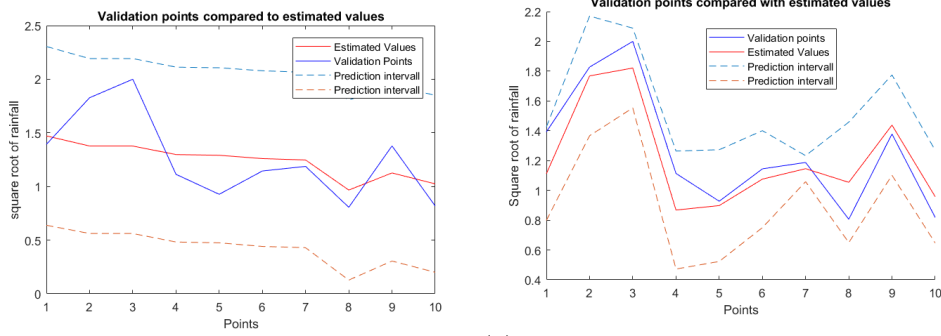 Validation points compared to estimated values
2.5
2
1.5
1
0.5
0
square root of rainfall
1 2 3 4 5 6 7 8 9 10
Points
Estimated Values
Validation Points
Prediction intervall
Prediction intervall
Validation points compared with estimated values
2.2
2
1.8
1.6
1.4
1.2
1
0.8
0.6
0.4
Square root of rainfall
1 2 3 4 5 6 7 8 9 10
Points
Validation points
Estimated Values
Prediction intervall
Prediction intervall